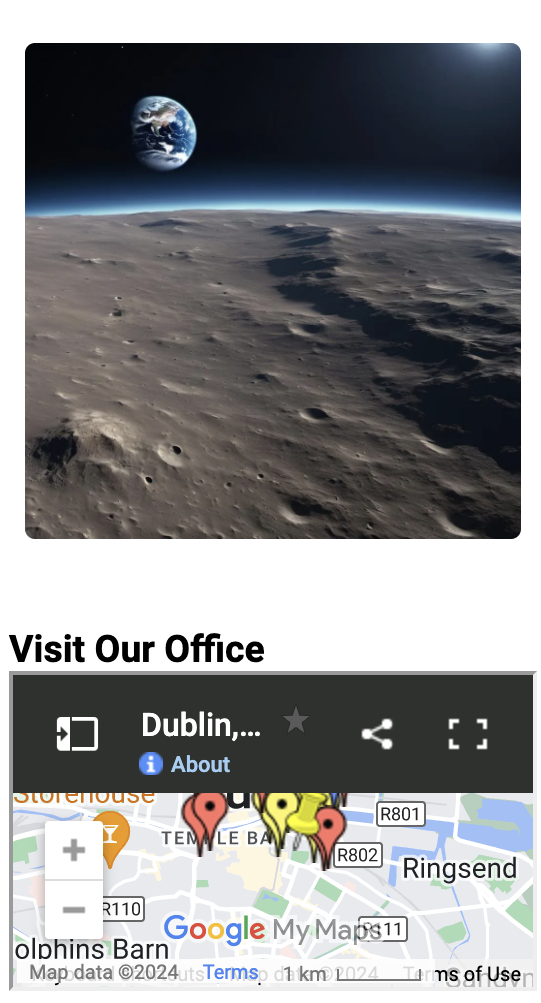 Visit Our Office
Dublin,...
About
Storehouse
R801
TEMPLE BA
R802
Ringsend
R110
Google My Maps
R111
olphins Barn
Map data ©2024 Terms 1 km Terms of Use